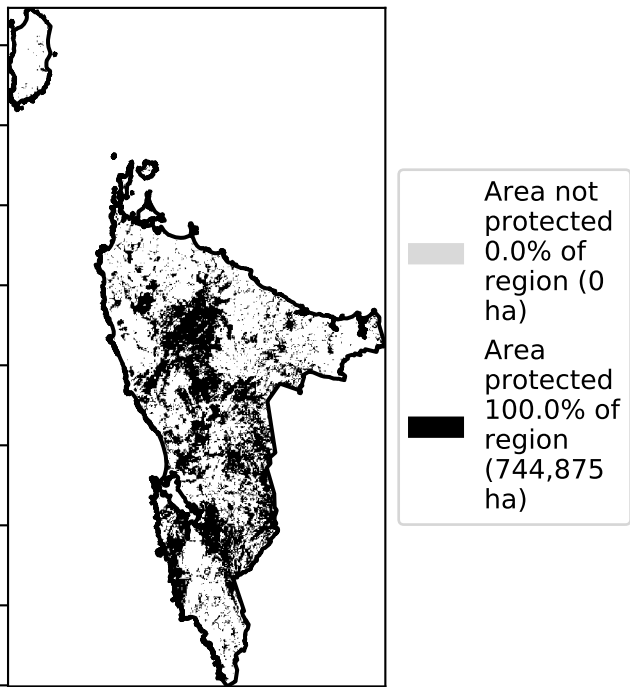 Area not
protected
0.0% of
region (0
ha)
Area
protected
100.0% of
region
(744,875
ha)